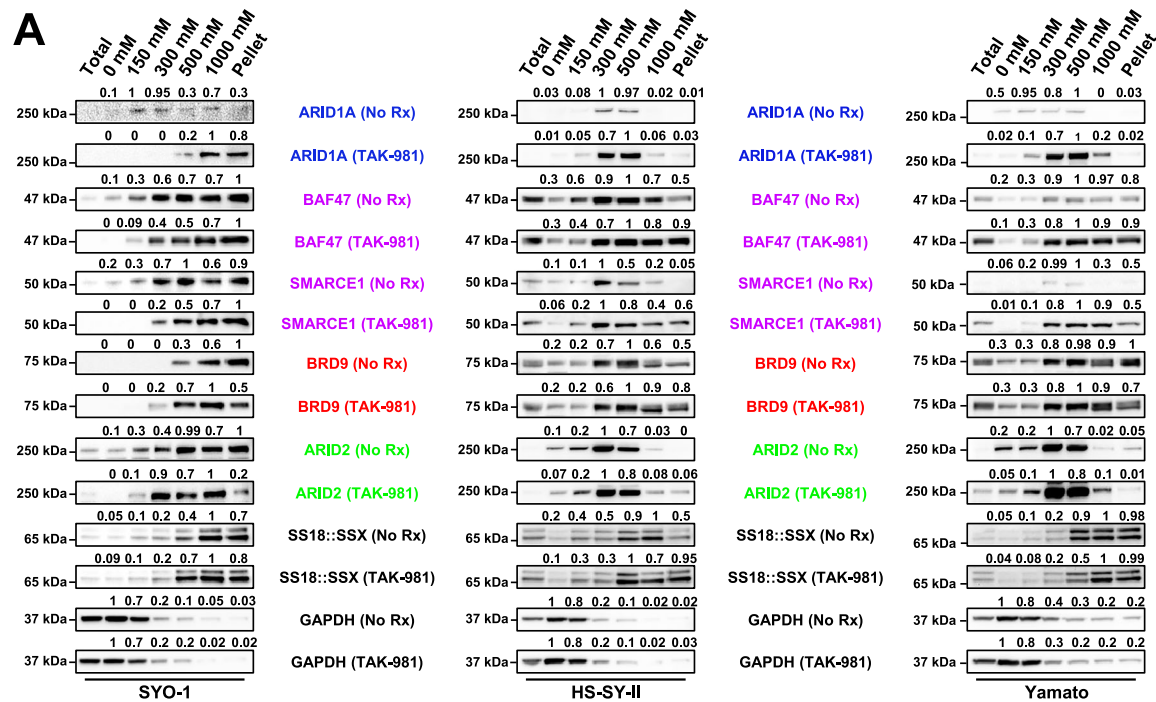 A
Total 0 mM 150 mM 300 mM 500 mM 1000 mM Pellet Total 0 mM 150 mM 300 mM 500 mM 1000 mM Pellet Total 0 mM 150 mM 300 mM 500 mM 1000 mM Pellet
0.1 1 0.95 0.3 0.7 0.3 0.03 0.08 1 0.97 0.02 0.01 0.5 0.95 0.8 1 0 0.03
250 kDa ARID1A (No Rx) 250 kDa ARID1A (No Rx) 250 kDa
0 0 0 0.2 1 0.8 0.01 0.05 0.7 1 0.06 0.03 0.02 0.1 0.7 1 0.2 0.02
250 kDa ARID1A (TAK-981) 250 kDa ARID1A (TAK-981) 250 kDa
0.1 0.3 0.6 0.7 0.7 1 0.3 0.6 0.9 1 0.7 0.5 0.2 0.3 0.9 1 0.97 0.8
47 kDa BAF47 (No Rx) 47 kDa BAF47 (No Rx) 47 kDa
0 0.09 0.4 0.5 0.7 1 0.3 0.4 0.7 1 0.8 0.9 0.1 0.3 0.8 1 0.9 0.9
47 kDa BAF47 (TAK-981) 47 kDa BAF47 (TAK-981) 47 kDa
0.2 0.3 0.7 1 0.6 0.9 0.1 0.1 1 0.5 0.2 0.05 0.06 0.2 0.99 1 0.3 0.5
50 kDa SMARCE1 (No Rx) 50 kDa SMARCE1 (No Rx) 50 kDa
0 0 0.2 0.5 0.7 1 0.06 0.2 1 0.8 0.4 0.6 0.01 0.1 0.8 1 0.9 0.5
50 kDa SMARCE1 (TAK-981) 50 kDa SMARCE1 (TAK-981) 50 kDa
0 0 0 0.3 0.6 1 0.2 0.2 0.7 1 0.6 0.5 0.3 0.3 0.8 0.98 0.9 1
75 kDa BRD9 (No Rx) 75 kDa BRD9 (No Rx) 75 kDa
0 0 0.2 0.7 1 0.5 0.2 0.2 0.6 1 0.9 0.8 0.3 0.3 0.8 1 0.9 0.7
75 kDa BRD9 (TAK-981) 75 kDa BRD9 (TAK-981) 75 kDa
0.1 0.3 0.4 0.99 0.7 1 0.1 0.2 1 0.7 0.03 0 0.2 0.2 1 0.7 0.02 0.05
250 kDa ARID2 (No Rx) 250 kDa ARID2 (No Rx) 250 kDa
0 0.1 0.9 0.7 1 0.2 0.07 0.2 1 0.8 0.08 0.06 0.05 0.1 1 0.8 0.1 0.01
250 kDa ARID2 (TAK-981) 250 kDa ARID2 (TAK-981) 250 kDa
0.05 0.1 0.2 0.4 1 0.7 0.2 0.4 0.5 0.9 1 0.5 0.05 0.1 0.2 0.9 1 0.98
65 kDa SS18::SSX (No Rx) 65 kDa SS18::SSX (No Rx) 65 kDa
0.09 0.1 0.2 0.7 1 0.8 0.1 0.3 0.3 1 0.7 0.95 0.04 0.08 0.2 0.5 1 0.99
65 kDa SS18::SSX (TAK-981) 65 kDa SS18::SSX (TAK-981) 65 kDa
1 0.7 0.2 0.1 0.05 0.03 1 0.8 0.2 0.1 0.02 0.02 1 0.8 0.4 0.3 0.2 0.2
37 kDa GAPDH (No Rx) 37 kDa GAPDH (No Rx) 37 kDa
1 0.7 0.2 0.2 0.02 0.02 1 0.8 0.2 0.1 0.02 0.03 1 0.8 0.3 0.2 0.2 0.2
37 kDa GAPDH (TAK-981) 37 kDa GAPDH (TAK-981) 37 kDa
SYO-1 HS-SY-II Yamato